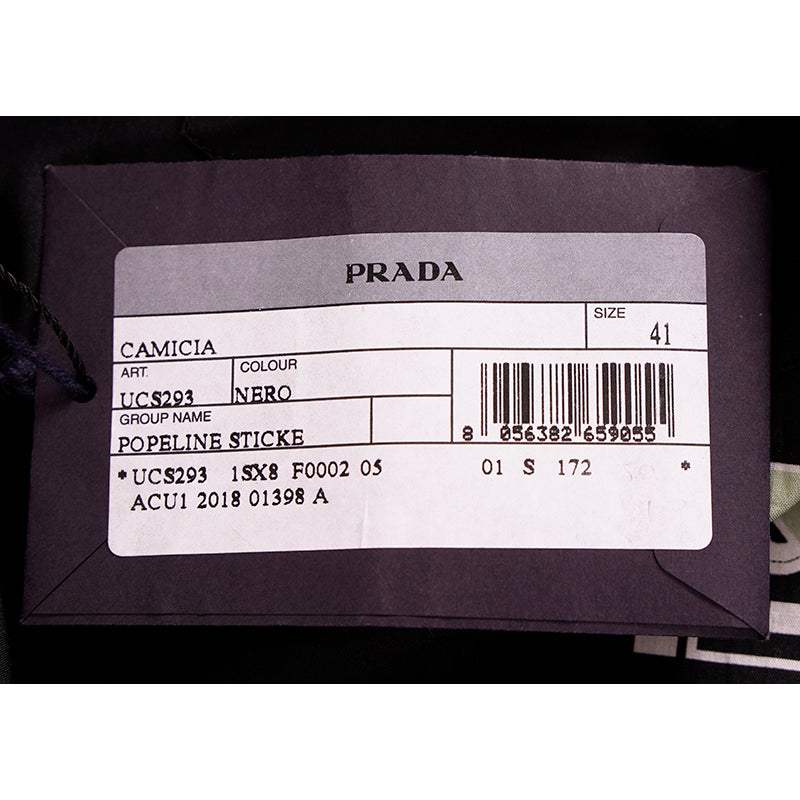 PRADA
SIZE
CAMICIA 41
ART. COLOUR
UCS293 NERO
GROUP NAME
POPELINE STICKE
8 056382 659055
*UCS293 1SX8 F0002 05 01 S 172 *
ACU1 2018 01398 A